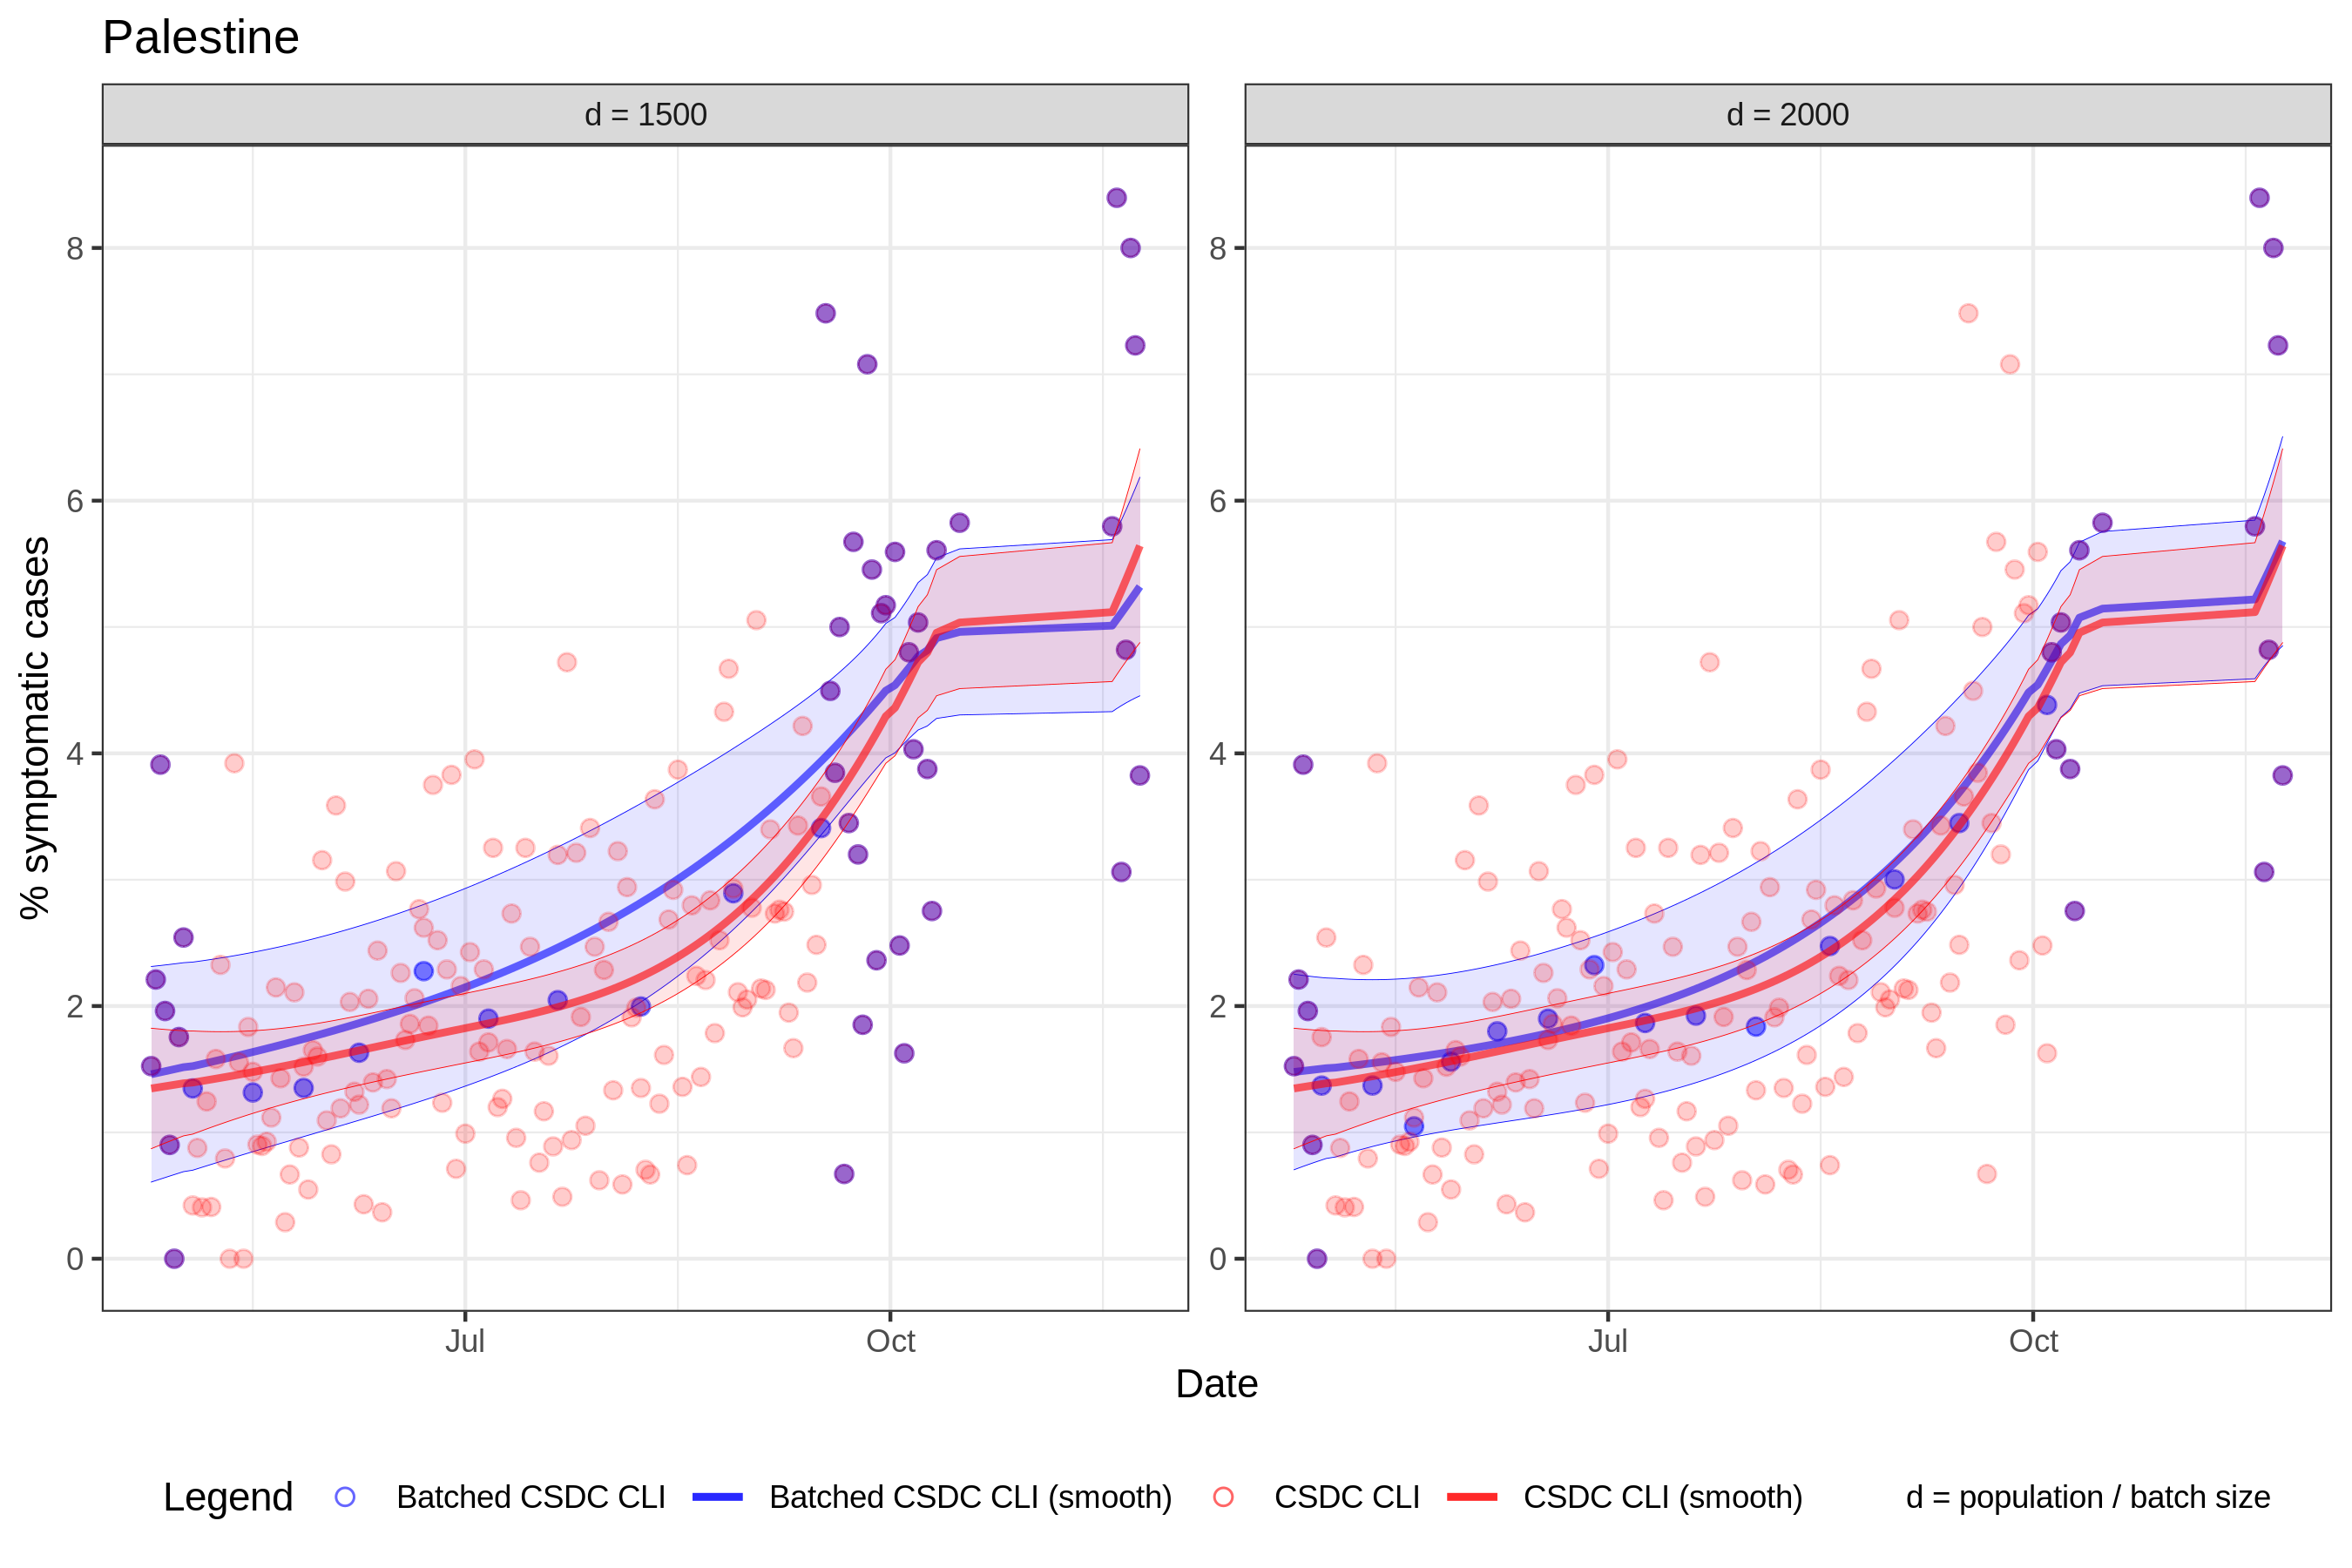 Palestine
d = 1500
d = 2000
% symptomatic cases
8
6
4
2
0
8
6
4
2
0
Jul
Oct
Jul
Oct
Date
Legend
Batched CSDC CLI
Batched CSDC CLI (smooth)
CSDC CLI
CSDC CLI (smooth)
d = population / batch size